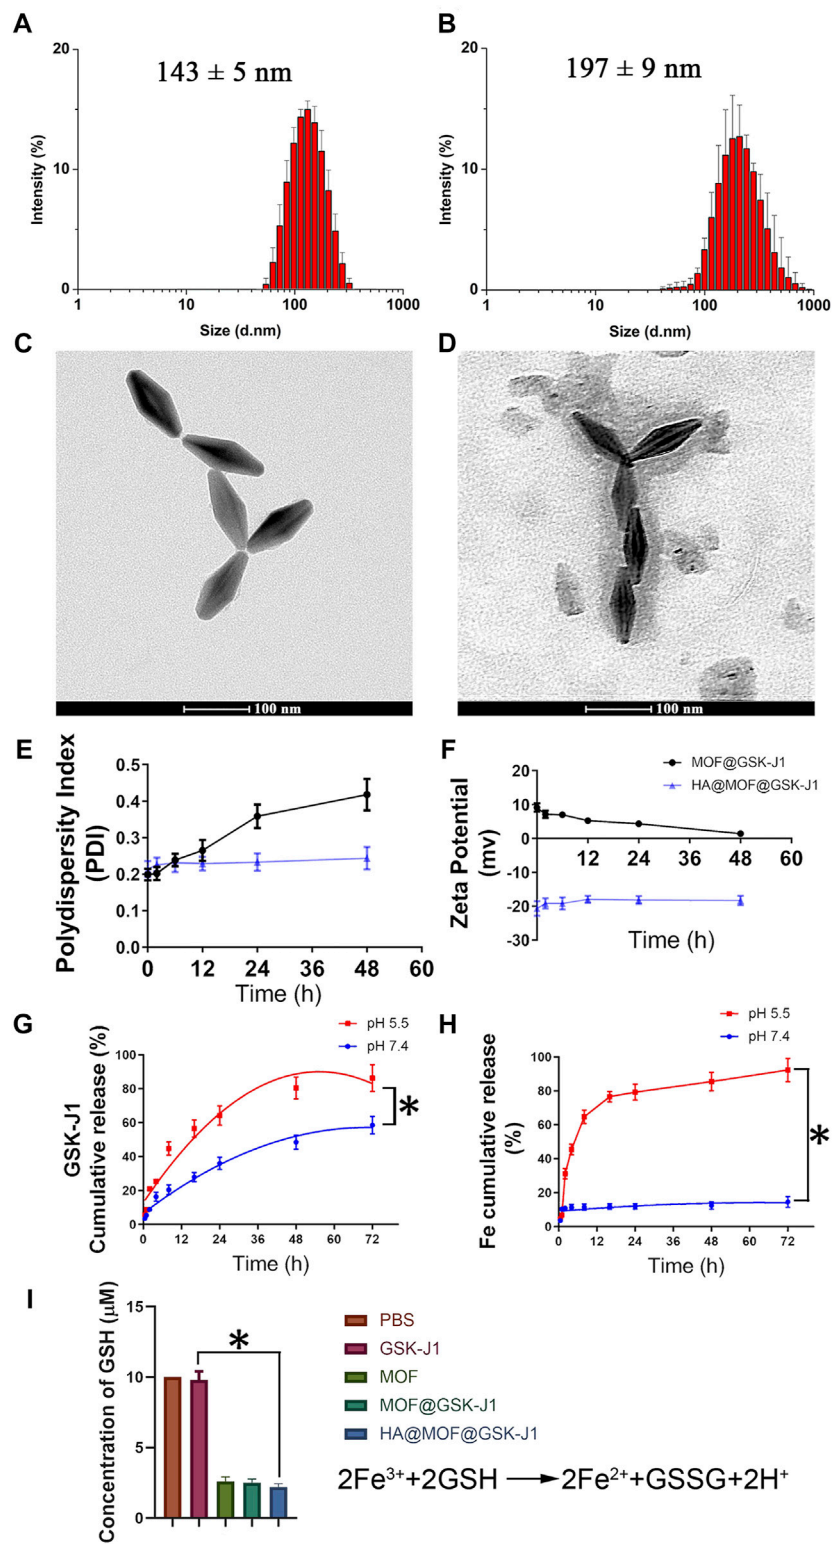 A
20
10
0
Intensity (%)
143 ± 5 nm
1
10
100
1000
Size (d.nm)
B
20
10
0
Intensity (%)
197 ± 9 nm
1
10
100
1000
Size (d.nm)
C
100 nm
D
100 nm
E
Polydispersity Index
(PDI)
0.5
0.4
0.3
0.2
0.1
0.0
0
12
24
36
48
60
Time (h)
F
MOF@GSK-J1
HA@MOF@GSK-J1
Zeta Potential
(mv)
20
10
0
-10
-20
-30
12
24
36
48
60
Time (h)
G
pH 5.5
pH 7.4
GSK-J1
Cumulative release (%)
100
80
60
40
20
0
0
12
24
36
48
60
72
Time (h)
*
H
pH 5.5
pH 7.4
Fe cumulative release
(%)
100
80
60
40
20
0
0
12
24
36
48
60
72
Time (h)
*
I
Concentration of GSH (μM)
15
10
5
0
*
PBS
GSK-J1
MOF
MOF@GSK-J1
HA@MOF@GSK-J1
2Fe³⁺+2GSH ⟶ 2Fe²⁺+GSSG+2H⁺